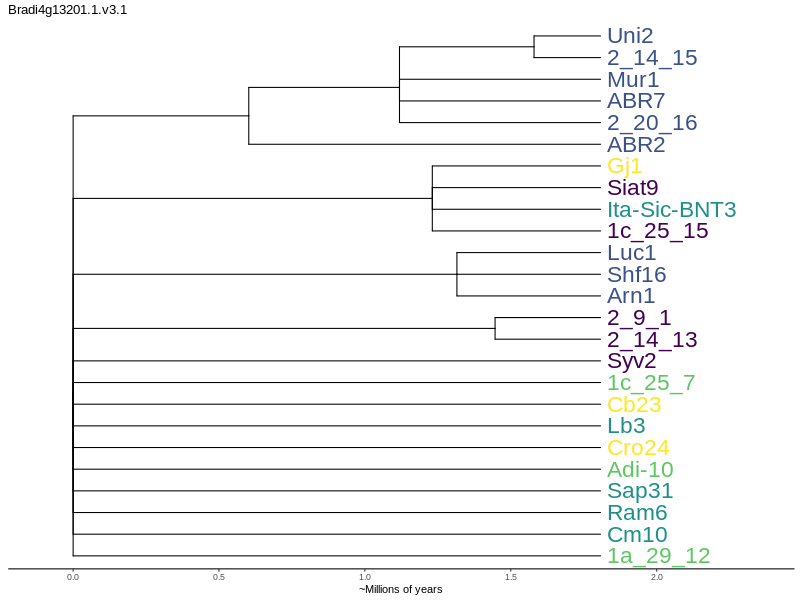 Bradi4g13201.1.v3.1
Uni2
2_14_15
Mur1
ABR7
2_20_16
ABR2
Gj1
Siat9
Ita-Sic-BNT3
1c_25_15
Luc1
Shf16
Arn1
2_9_1
2_14_13
Syv2
1c_25_7
Cb23
Lb3
Cro24
Adi-10
Sap31
Ram6
Cm10
1a_29_12
0.0 0.5 1.0 1.5 2.0
~Millions of years